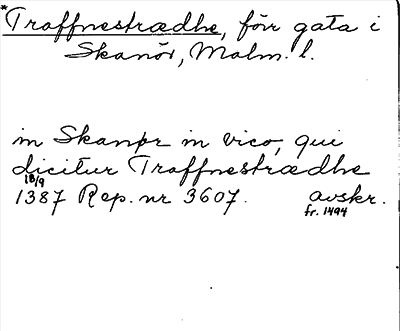 *Traffnestrædhe, förr gata i
Skanör, Malm. l.
in Skanør in vico, qui
dicitur Traffnestrædhe
18/9
1387 Rep. nr 3607. avskr.
fr. 1494